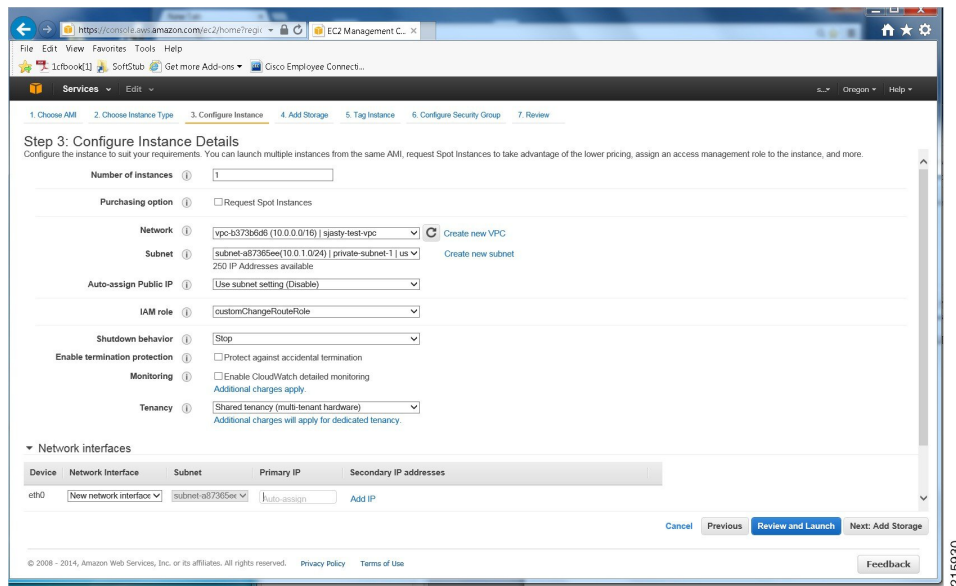 https://console.aws.amazon.com/ec2/home?regic
EC2 Management C...
File Edit View Favorites Tools Help
1cfbook[1] SoftStub Get more Add-ons Cisco Employee Connecti...
Services Edit s... Oregon Help
1. Choose AMI 2. Choose Instance Type 3. Configure Instance 4. Add Storage 5. Tag Instance 6. Configure Security Group 7. Review
Step 3: Configure Instance Details
Configure the instance to suit your requirements. You can launch multiple instances from the same AMI, request Spot Instances to take advantage of the lower pricing, assign an access management role to the instance, and more.
Number of instances 1
Purchasing option Request Spot Instances
Network vpc-b373b6d6 (10.0.0.0/16) | sjasty-test-vpc Create new VPC
Subnet subnet-a87365ee(10.0.1.0/24) | private-subnet-1 | us Create new subnet
250 IP Addresses available
Auto-assign Public IP Use subnet setting (Disable)
IAM role customChangeRouteRole
Shutdown behavior Stop
Enable termination protection Protect against accidental termination
Monitoring Enable CloudWatch detailed monitoring
Additional charges apply.
Tenancy Shared tenancy (multi-tenant hardware)
Additional charges will apply for dedicated tenancy.
Network interfaces
Device Network Interface Subnet Primary IP Secondary IP addresses
eth0 New network interface subnet-a87365ee Auto-assign Add IP
Cancel Previous Review and Launch Next: Add Storage
© 2008 - 2014, Amazon Web Services, Inc. or its affiliates. All rights reserved. Privacy Policy Terms of Use Feedback